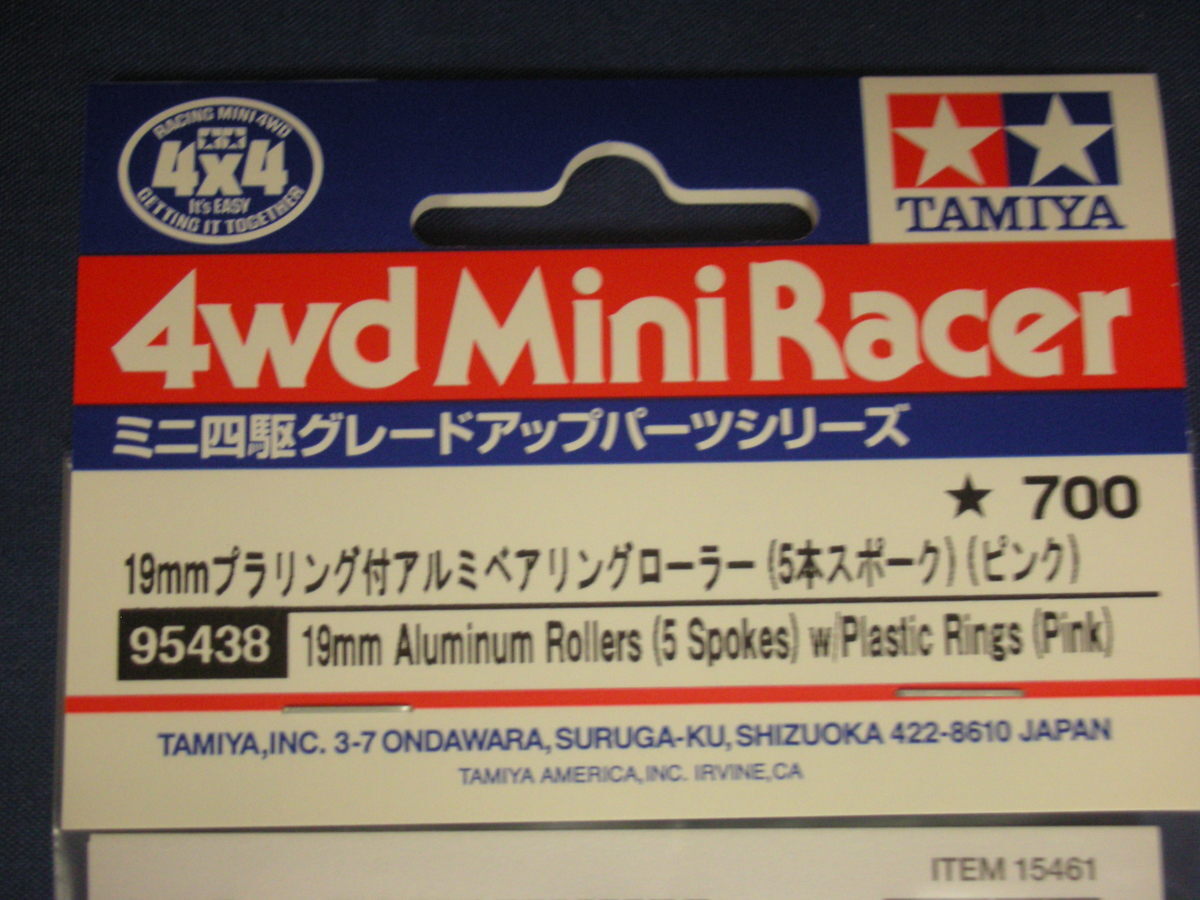 RACING MINI 4WD
4x4
It's EASY
GETTING IT TOGETHER
TAMIYA
4wd Mini Racer
ミニ四駆グレードアップパーツシリーズ
★ 700
19mmプラリング付アルミベアリングローラー(5本スポーク)(ピンク)
95438 19mm Aluminum Rollers (5 Spokes) w/Plastic Rings (Pink)
TAMIYA,INC. 3-7 ONDAWARA, SURUGA-KU, SHIZUOKA 422-8610 JAPAN
TAMIYA AMERICA,INC. IRVINE,CA
ITEM 15461